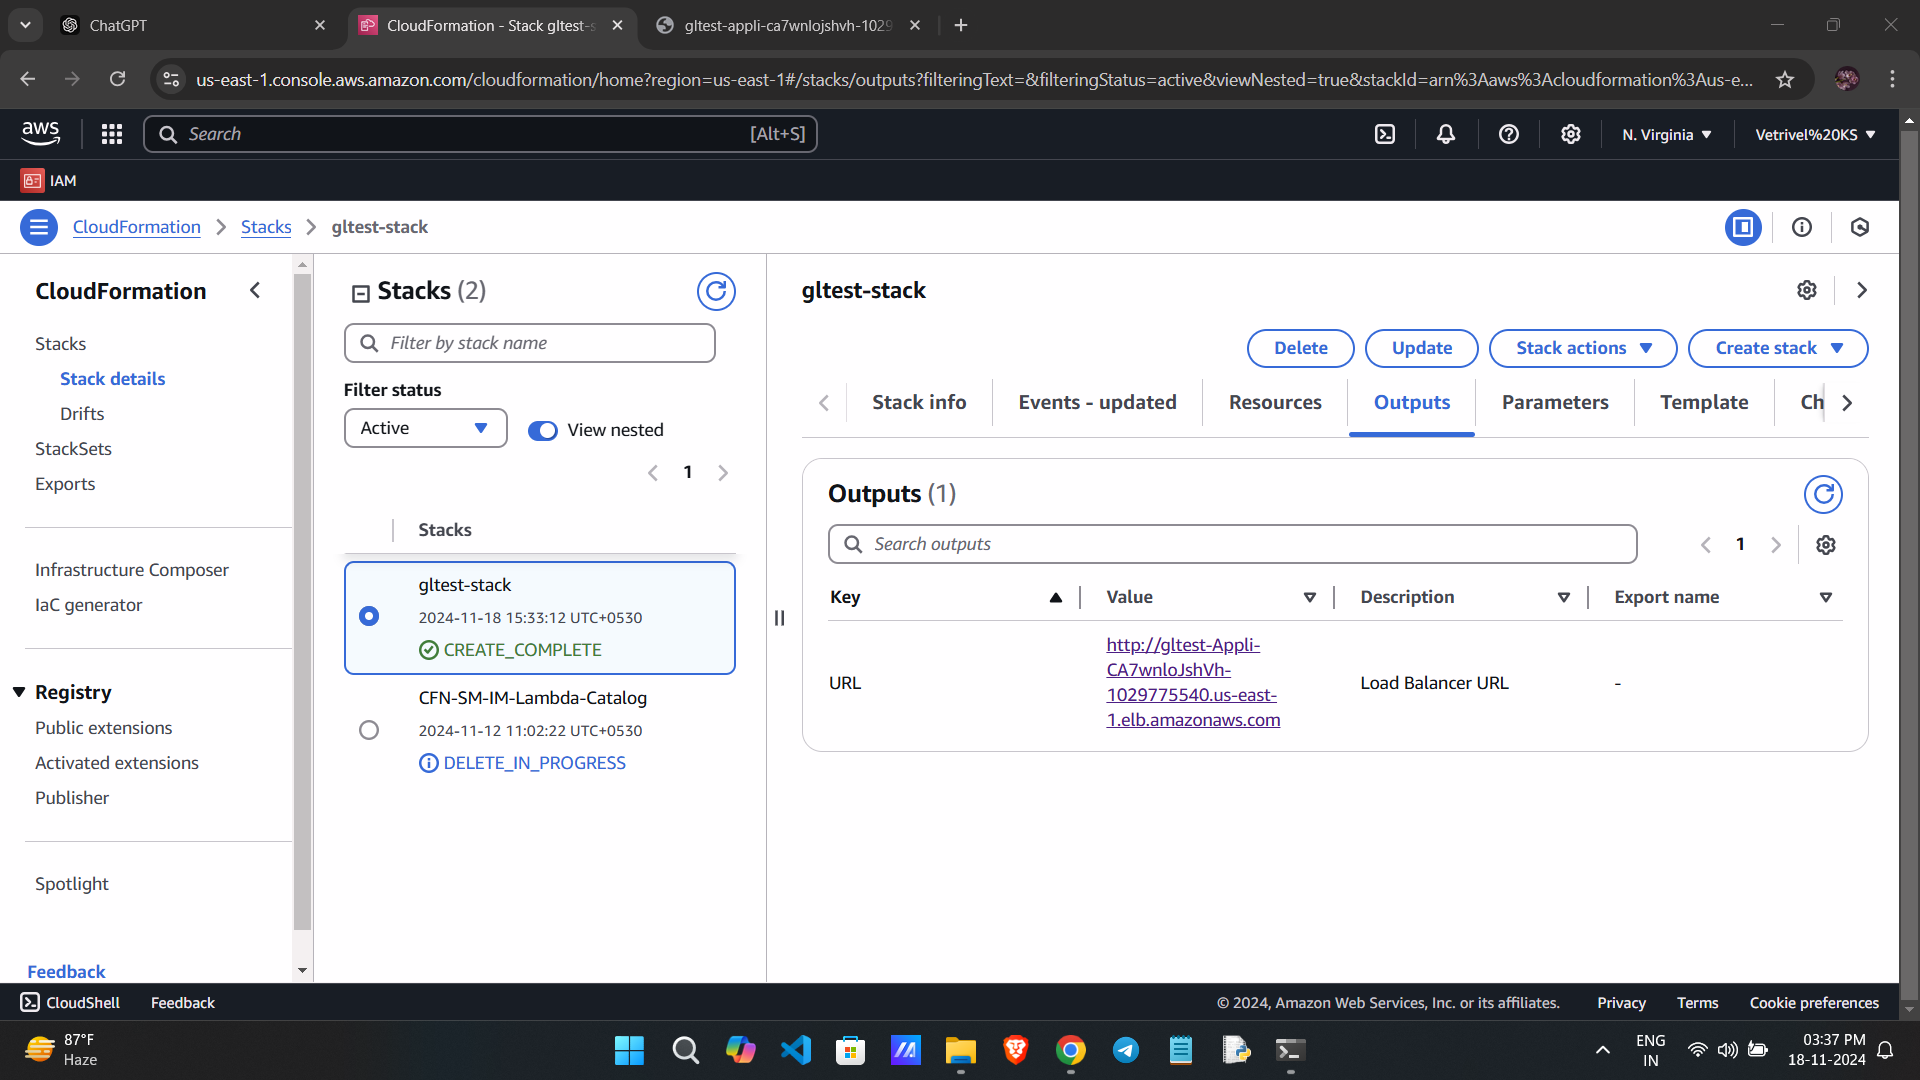 ChatGPT
CloudFormation - Stack gltest-s
gltest-appli-ca7wnlojshvh-1029
us-east-1.console.aws.amazon.com/cloudformation/home?region=us-east-1#/stacks/outputs?filteringText=&filteringStatus=active&viewNested=true&stackId=arn%3Aaws%3Acloudformation%3Aus-e...
aws
Search
[Alt+S]
N. Virginia
Vetrivel%20KS
IAM
CloudFormation
Stacks
gltest-stack
CloudFormation
Stacks
Stack details
Drifts
StackSets
Exports
Infrastructure Composer
IaC generator
Registry
Public extensions
Activated extensions
Publisher
Spotlight
Feedback
Stacks (2)
Filter by stack name
Filter status
Active
View nested
1
Stacks
gltest-stack
2024-11-18 15:33:12 UTC+0530
CREATE_COMPLETE
CFN-SM-IM-Lambda-Catalog
2024-11-12 11:02:22 UTC+0530
DELETE_IN_PROGRESS
gltest-stack
Delete
Update
Stack actions
Create stack
Stack info
Events - updated
Resources
Outputs
Parameters
Template
Ch
Outputs (1)
Search outputs
1
Key
Value
Description
Export name
URL
http://gltest-Appli-
CA7wnloJshVh-
1029775540.us-east-
1.elb.amazonaws.com
Load Balancer URL
-
CloudShell
Feedback
© 2024, Amazon Web Services, Inc. or its affiliates.
Privacy
Terms
Cookie preferences
87°F
Haze
ENG
IN
03:37 PM
18-11-2024